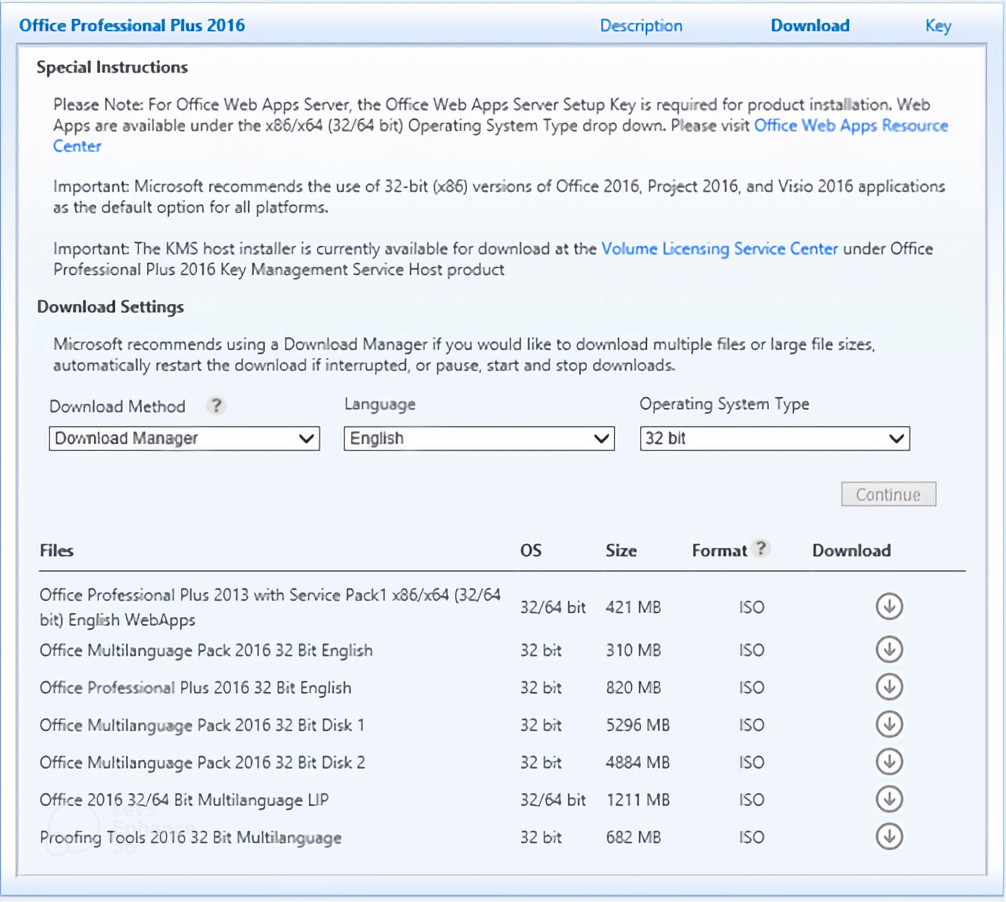 Office Professional Plus 2016 Description Download Key
Special Instructions
Please Note: For Office Web Apps Server, the Office Web Apps Server Setup Key is required for product installation. Web
Apps are available under the x86/x64 (32/64 bit) Operating System Type drop down. Please visit Office Web Apps Resource
Center
Important: Microsoft recommends the use of 32-bit (x86) versions of Office 2016, Project 2016, and Visio 2016 applications
as the default option for all platforms.
Important: The KMS host installer is currently available for download at the Volume Licensing Service Center under Office
Professional Plus 2016 Key Management Service Host product
Download Settings
Microsoft recommends using a Download Manager if you would like to download multiple files or large file sizes,
automatically restart the download if interrupted, or pause, start and stop downloads.
Download Method ? Language Operating System Type
Download Manager English 32 bit
Continue
Files OS Size Format ? Download
Office Professional Plus 2013 with Service Pack1 x86/x64 (32/64
bit) English WebApps 32/64 bit 421 MB ISO
Office Multilanguage Pack 2016 32 Bit English 32 bit 310 MB ISO
Office Professional Plus 2016 32 Bit English 32 bit 820 MB ISO
Office Multilanguage Pack 2016 32 Bit Disk 1 32 bit 5296 MB ISO
Office Multilanguage Pack 2016 32 Bit Disk 2 32 bit 4884 MB ISO
Office 2016 32/64 Bit Multilanguage LIP 32/64 bit 1211 MB ISO
Let's
Enhance
.io
Proofing Tools 2016 32 Bit Multilanguage 32 bit 682 MB ISO